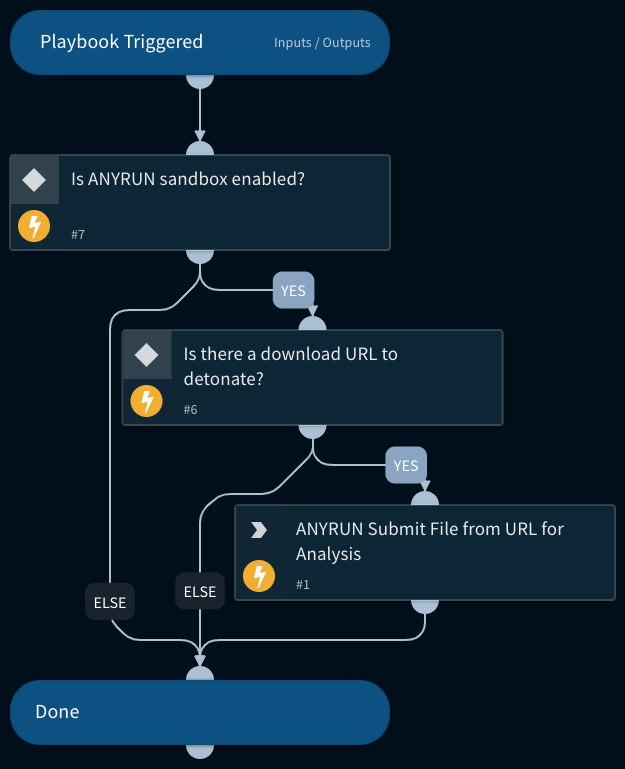 Playbook Triggered
Inputs / Outputs
Is ANYRUN sandbox enabled?
#7
YES
Is there a download URL to
detonate?
#6
YES
ANYRUN Submit File from URL for
Analysis
#1
ELSE
ELSE
Done